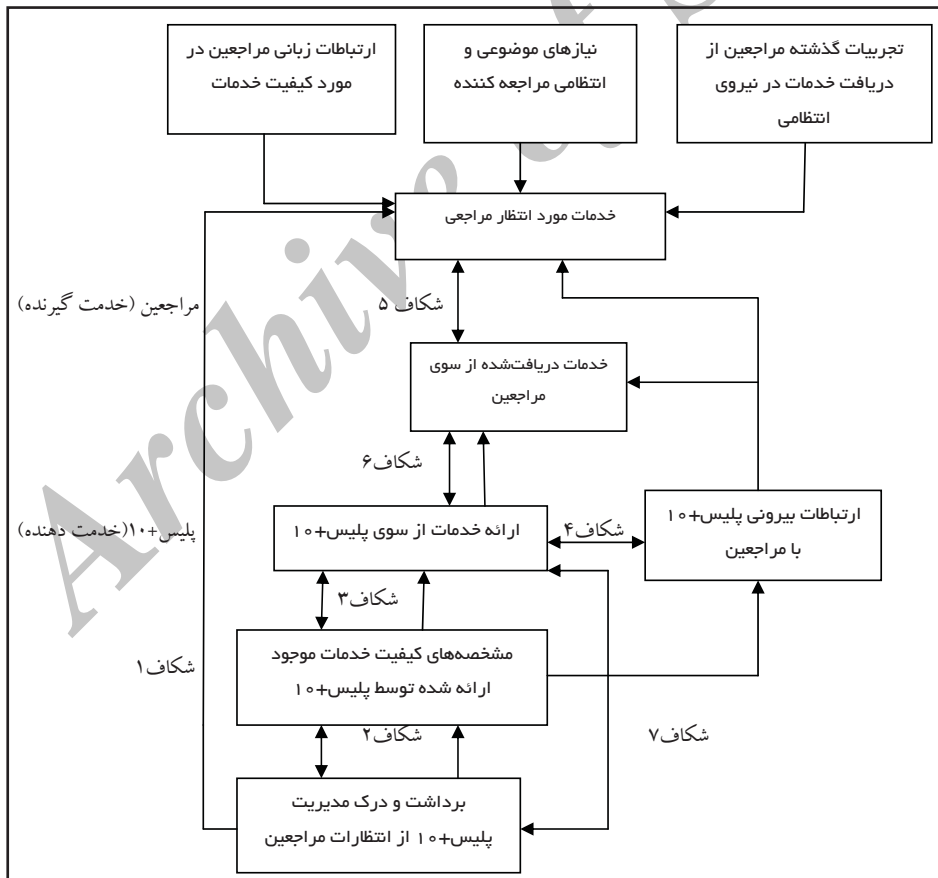 تجربیات گذشته مراجعین از
دریافت خدمات در نیروی
انتظامی
نیازهای موضوعی و
انتظامی مراجعه کننده
ارتباطات زبانی مراجعین در
مورد کیفیت خدمات
خدمات مورد انتظار مراجعی
مراجعین (خدمت گیرنده)
شکاف ۵
خدمات دریافت‌شده از سوی
مراجعین
شکاف۶
ارتباطات بیرونی پلیس+۱۰
با مراجعین
شکاف۴
ارائه خدمات از سوی پلیس+۱۰
پلیس+۱۰(خدمت دهنده)
شکاف۳
مشخصه‌های کیفیت خدمات موجود
ارائه شده توسط پلیس+۱۰
شکاف۱
شکاف۷
شکاف۲
برداشت و درک مدیریت
پلیس+۱۰ از انتظارات مراجعین
Archive of